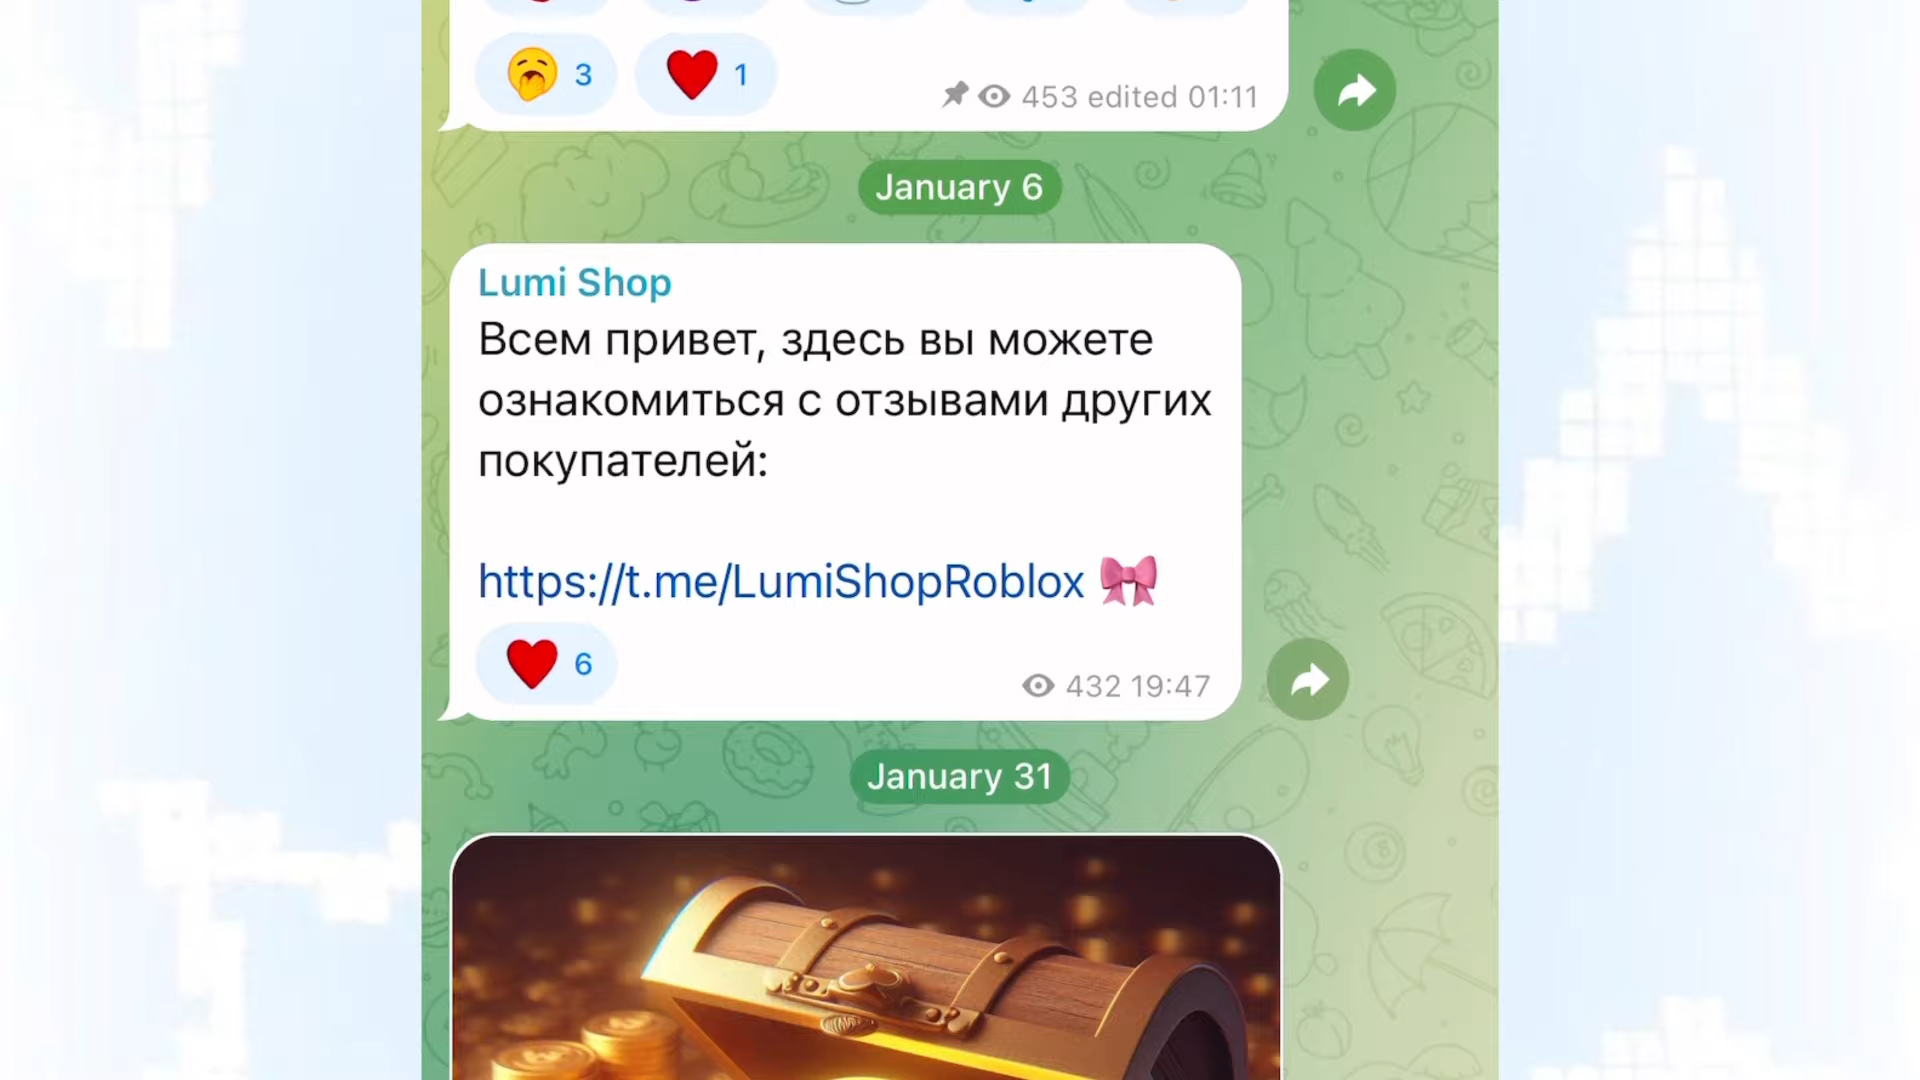 3
1
453 edited 01:11
January 6
Lumi Shop
Всем привет, здесь вы можете
ознакомиться с отзывами других
покупателей:
https://t.me/LumiShopRoblox
6
432 19:47
January 31